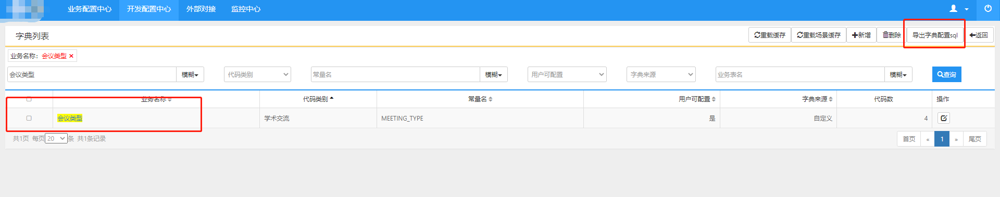 业务配置中心 开发配置中心 外部对接 监控中心
字典列表 重载缓存 重载场景缓存 新增 删除 导出字典配置sql 返回
业务名称：会议类型 ×
会议类型 模糊 代码类别 常量名 模糊 用户可配置 字典来源 业务表名 模糊 查询
业务名称 代码类别 常量名 用户可配置 字典来源 代码数 操作
会议类型 学术交流 MEETING_TYPE 是 自定义 4
共1页 每页 20 条 共1条记录 首页 « 1 » 尾页